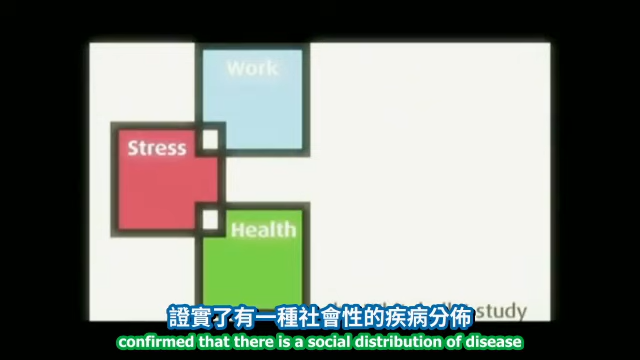 Work
Stress
Health
study
證實了有一種社會性的疾病分佈
confirmed that there is a social distribution of disease